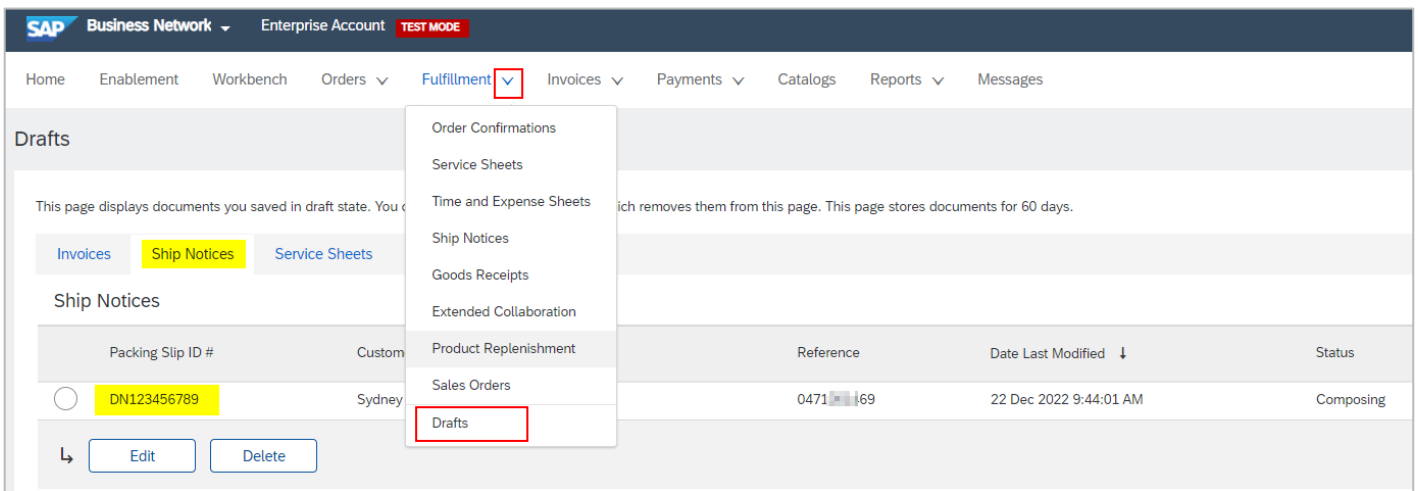 SAP Business Network Enterprise Account TEST MODE
Home Enablement Workbench Orders Fulfillment Invoices Payments Catalogs Reports Messages
Drafts
Order Confirmations
Service Sheets
Time and Expense Sheets
Ship Notices
Goods Receipts
Extended Collaboration
Product Replenishment
Sales Orders
Drafts
This page displays documents you saved in draft state. You ich removes them from this page. This page stores documents for 60 days.
Invoices Ship Notices Service Sheets
Ship Notices
Packing Slip ID # Custom Reference Date Last Modified ↓ Status
DN123456789 Sydney 0471 69 22 Dec 2022 9:44:01 AM Composing
Edit Delete